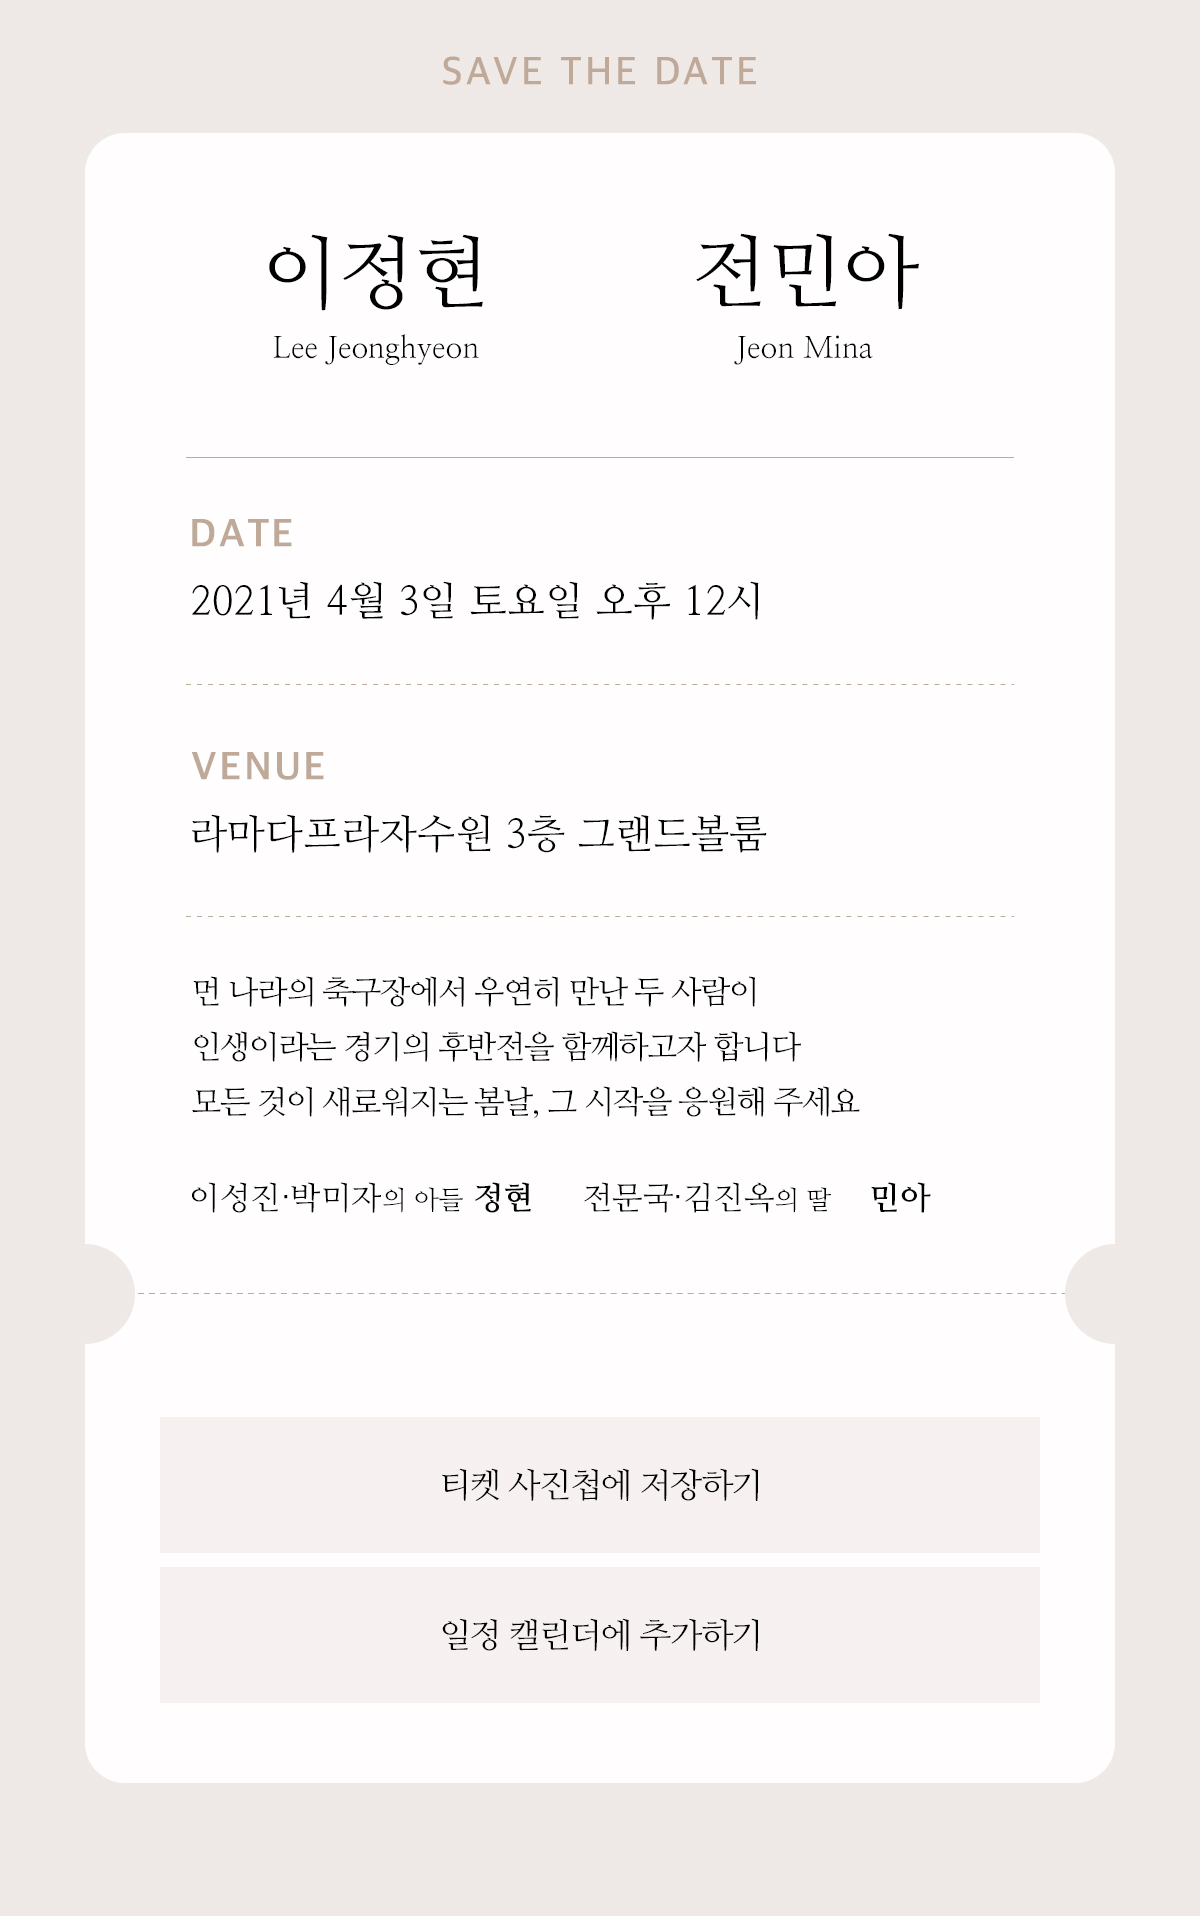 SAVE THE DATE
이정현 전민아
Lee Jeonghyeon Jeon Mina
DATE
2021년 4월 3일 토요일 오후 12시
VENUE
라마다프라자수원 3층 그랜드볼룸
먼 나라의 축구장에서 우연히 만난 두 사람이
인생이라는 경기의 후반전을 함께하고자 합니다
모든 것이 새로워지는 봄날, 그 시작을 응원해 주세요
이성진·박미자의 아들 정현 전문국·김진옥의 딸 민아
티켓 사진첩에 저장하기
일정 캘린더에 추가하기